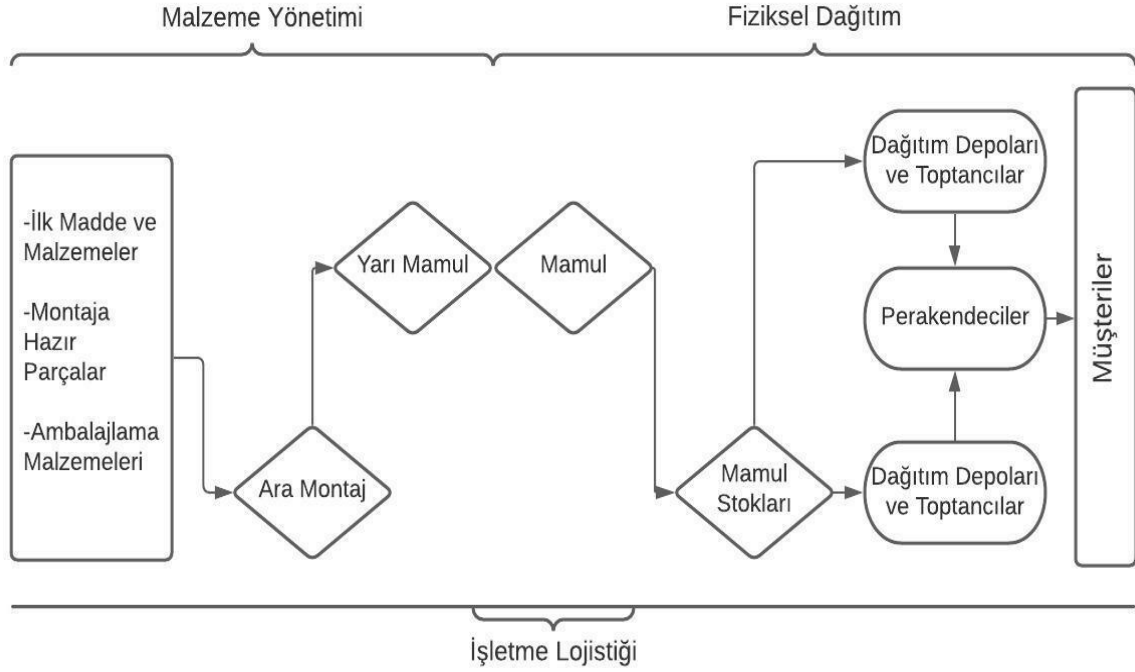 Malzeme Yönetimi
Fiziksel Dağıtım
-İlk Madde ve
Malzemeler
-Montaja
Hazır
Parçalar
-Ambalajlama
Malzemeleri
Ara Montaj
Yarı Mamul
Mamul
Mamul
Stokları
Dağıtım Depoları
ve Toptancılar
Perakendeciler
Dağıtım Depoları
ve Toptancılar
Müşteriler
İşletme Lojistiği